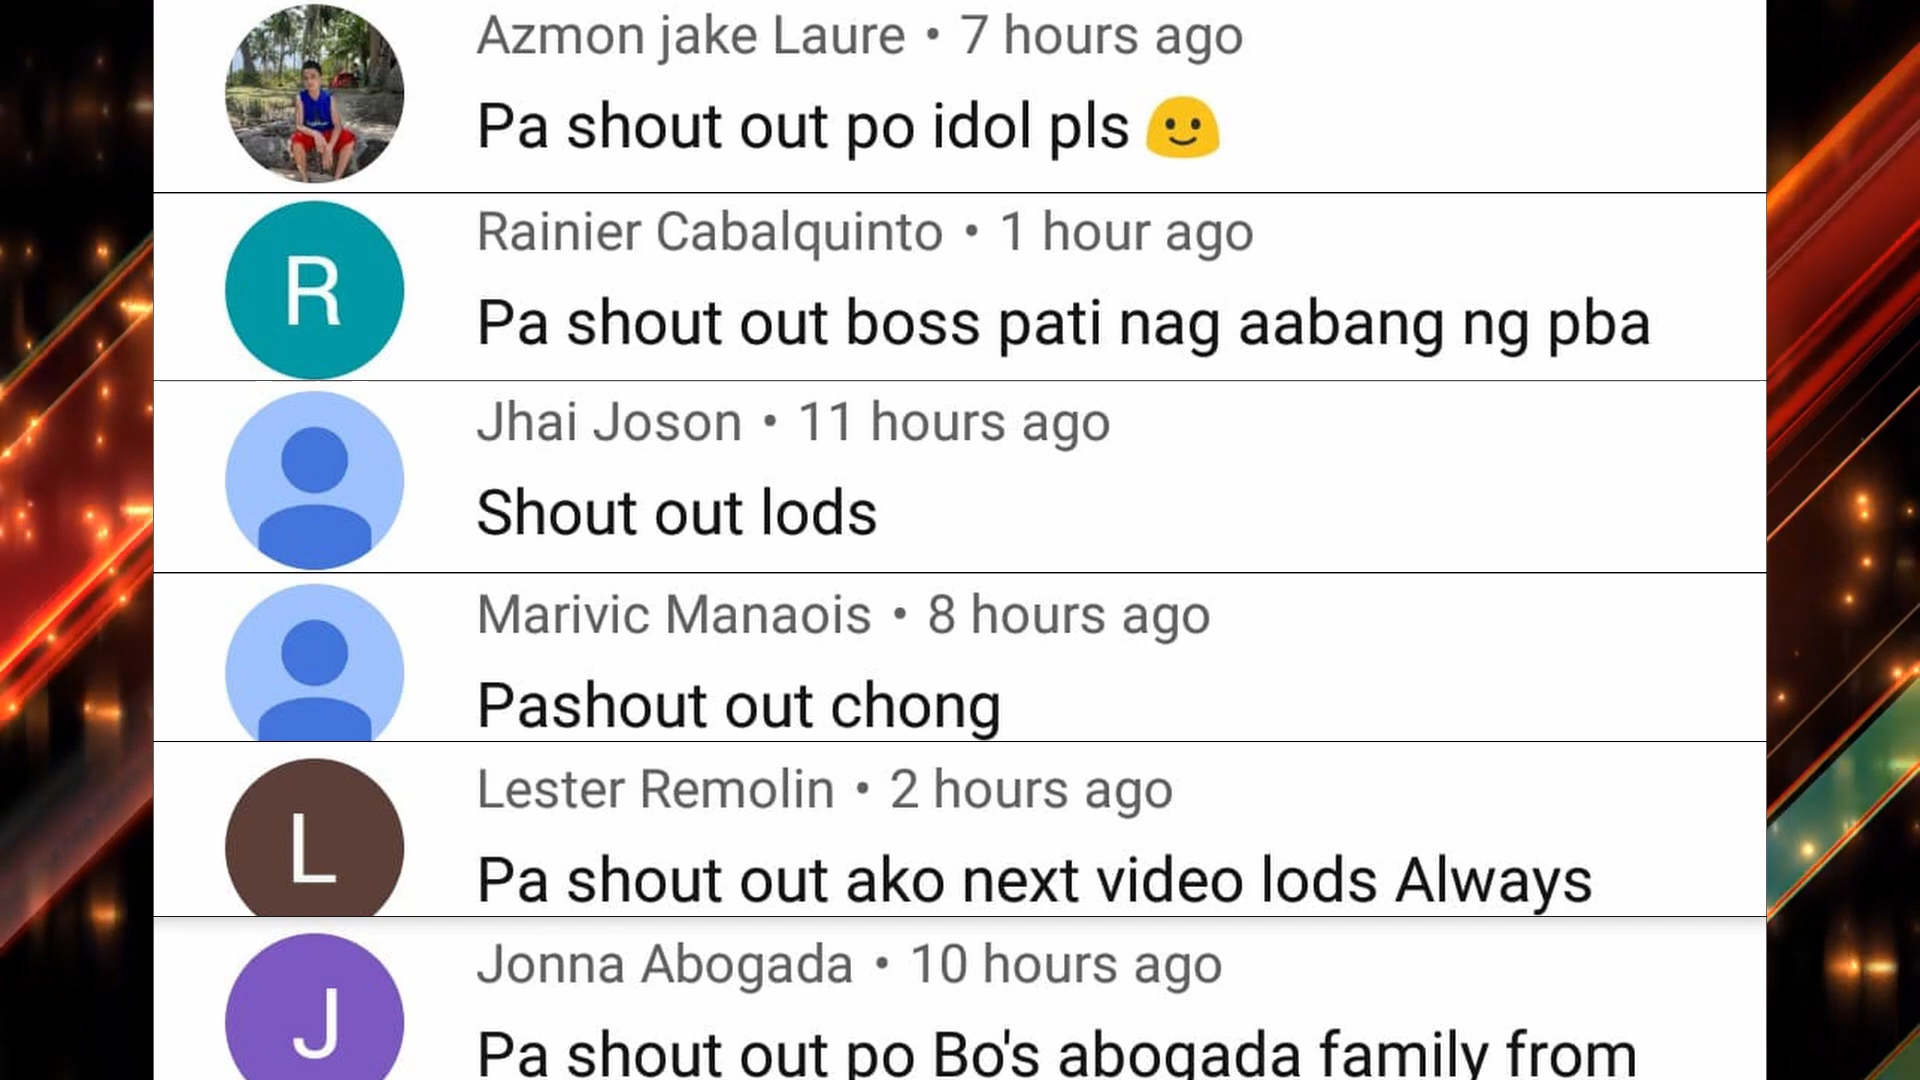 Azmon jake Laure • 7 hours ago
Pa shout out po idol pls 🙂
R
Rainier Cabalquinto • 1 hour ago
Pa shout out boss pati nag aabang ng pba
Jhai Joson • 11 hours ago
Shout out lods
Marivic Manaois • 8 hours ago
Pashout out chong
L
Lester Remolin • 2 hours ago
Pa shout out ako next video lods Always
J
Jonna Abogada • 10 hours ago
Pa shout out po Bo's abogada family from